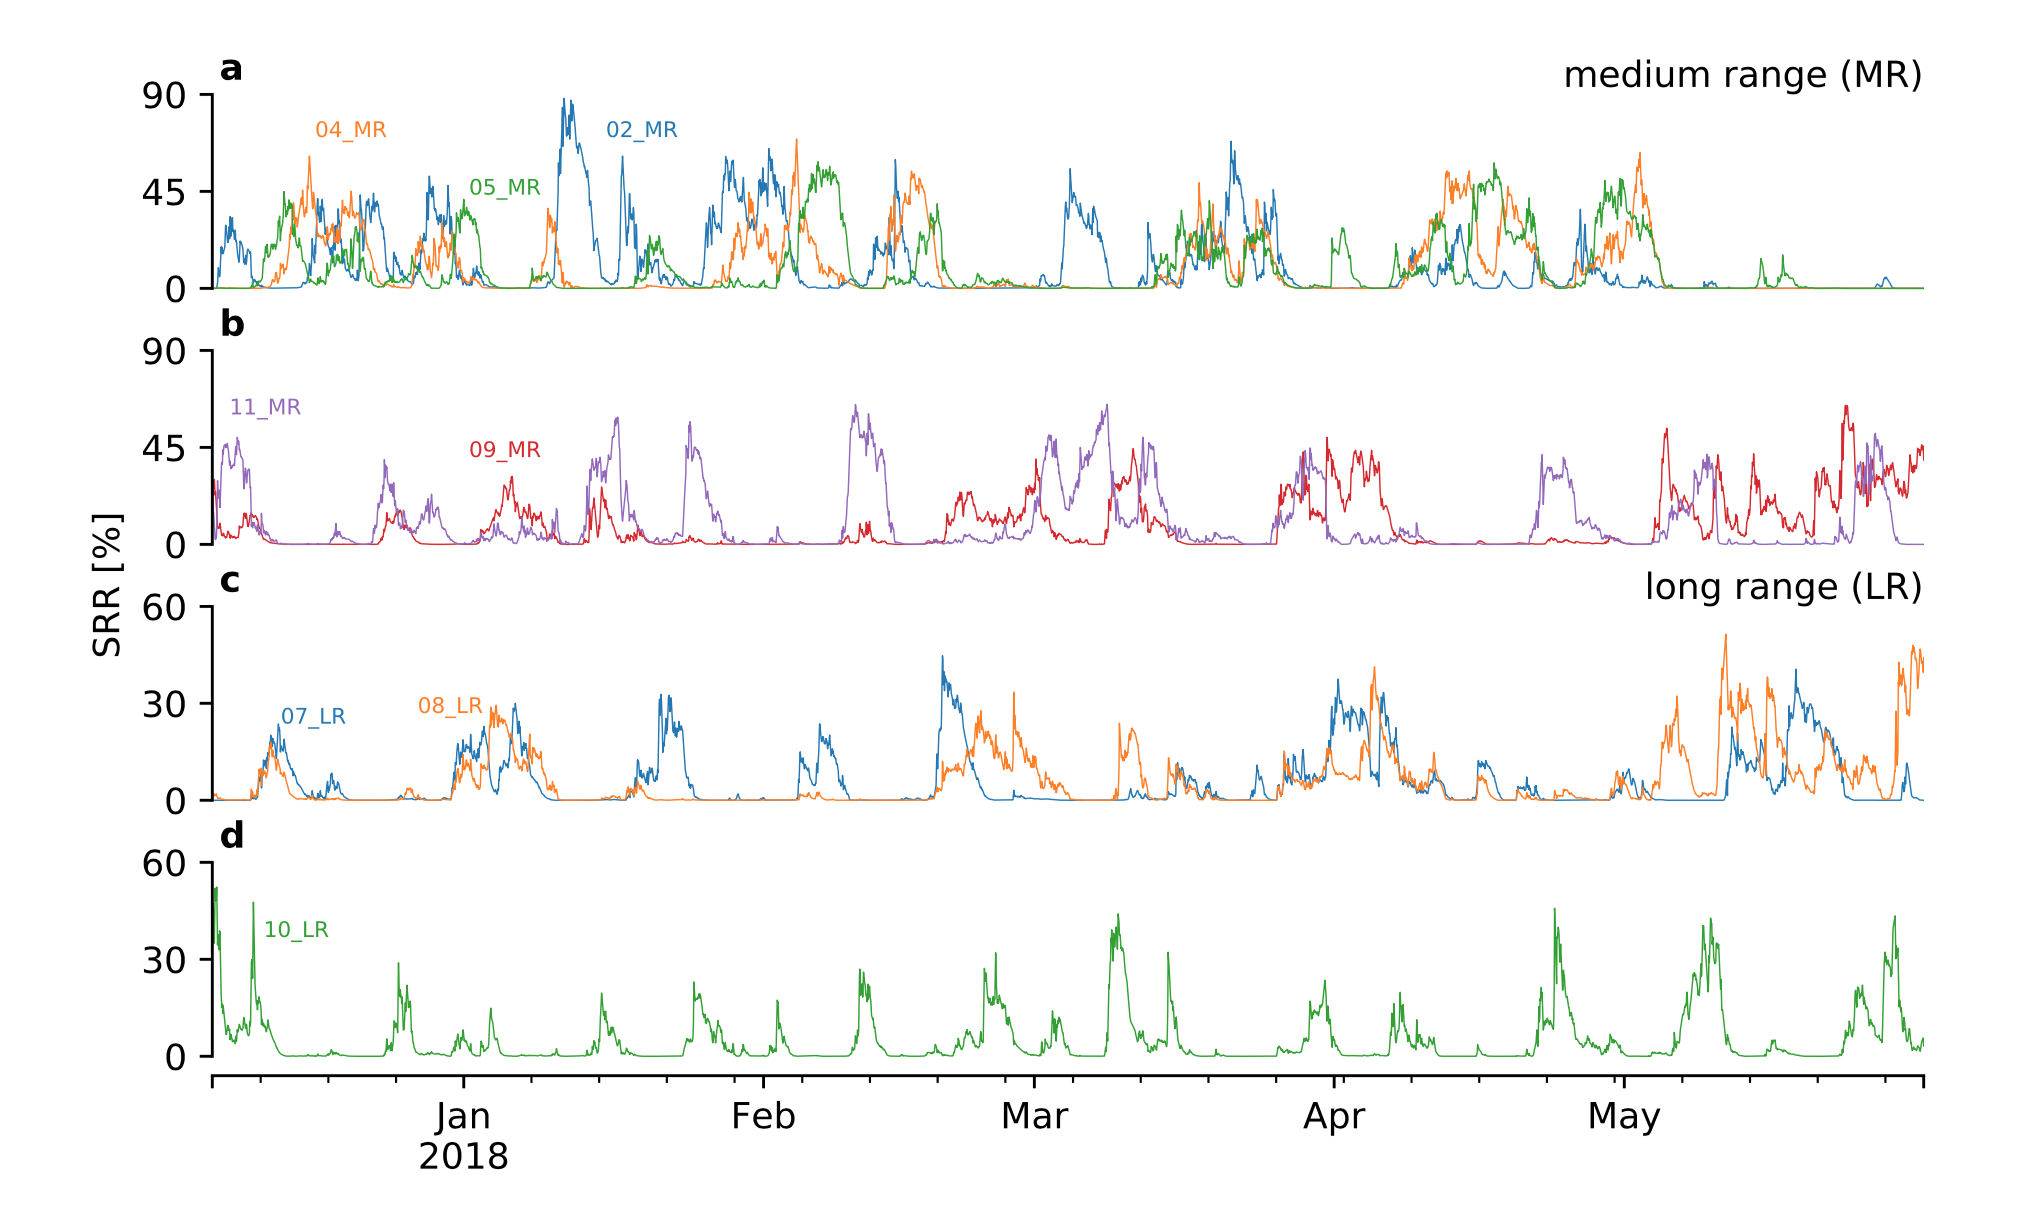 a
medium range (MR)
90
45
0
04_MR
02_MR
05_MR
b
90
45
0
11_MR
09_MR
SRR [%]
c
long range (LR)
60
30
0
07_LR
08_LR
d
60
30
0
10_LR
Jan Feb Mar Apr May
2018